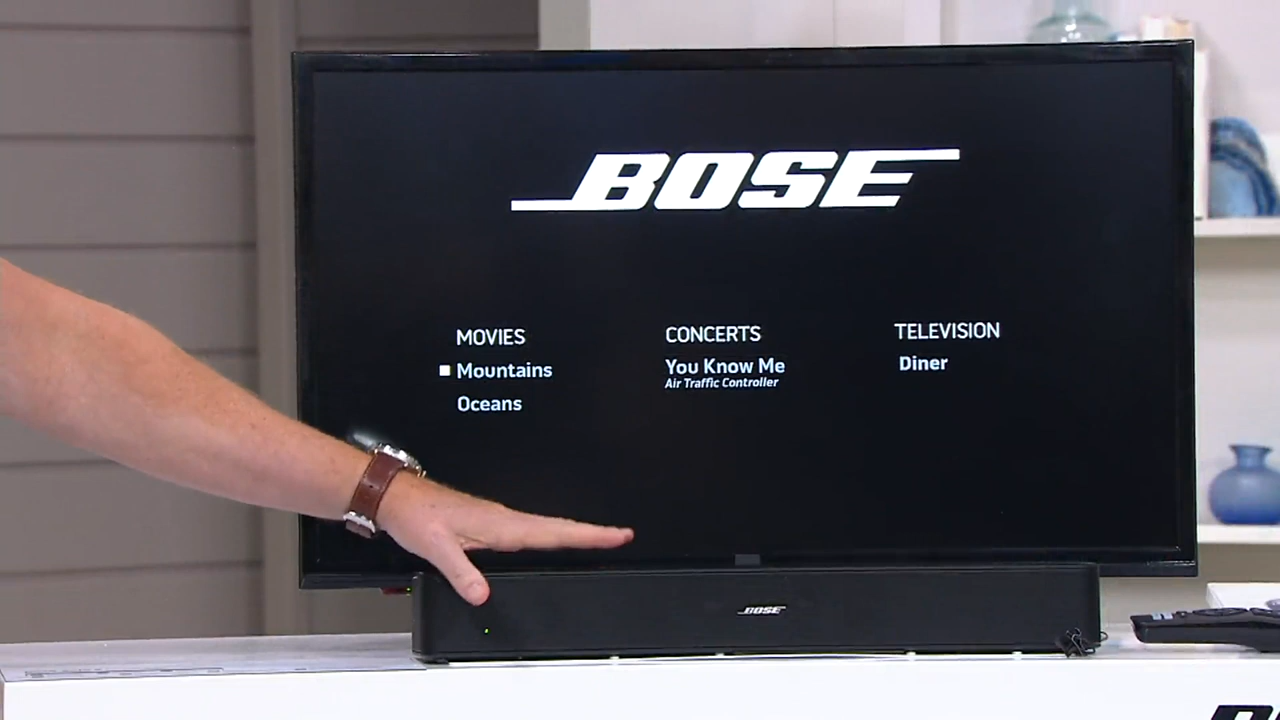 BOSE
MOVIES
Mountains
Oceans
CONCERTS
You Know Me
Air Traffic Controller
TELEVISION
Diner
BOSE